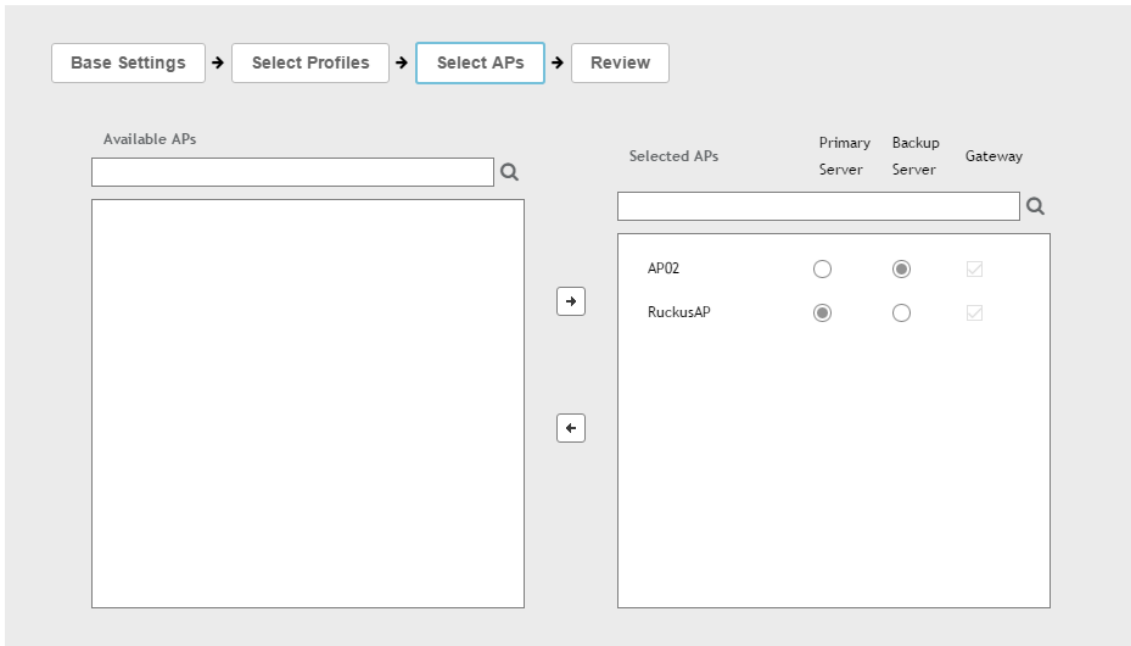 Base Settings Select Profiles Select APs Review
Available APs
Selected APs Primary Server Backup Server Gateway
AP02
RuckusAP